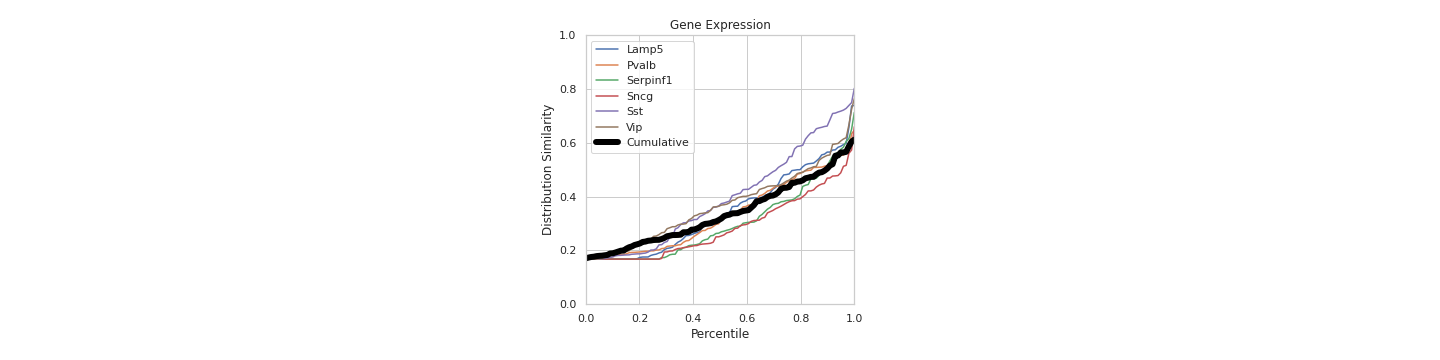 Gene Expression
1.0
0.8
0.6
0.4
0.2
0.0
Distribution Similarity
Lamp5
Pvalb
Serpinf1
Sncg
Sst
Vip
Cumulative
0.0 0.2 0.4 0.6 0.8 1.0
Percentile